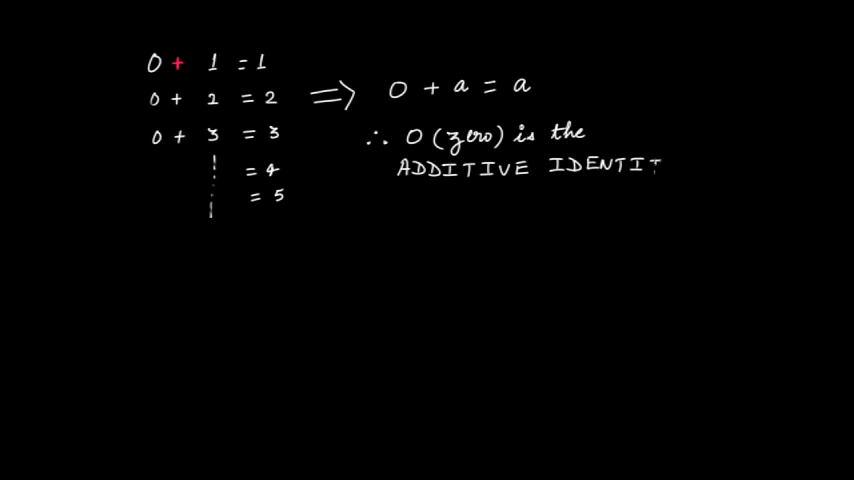 0 + 1 = 1
0 + 2 = 2
0 + 3 = 3
= 4
= 5
⟹ 0 + a = a
∴ 0 (zero) is the
ADDITIVE IDENTIT